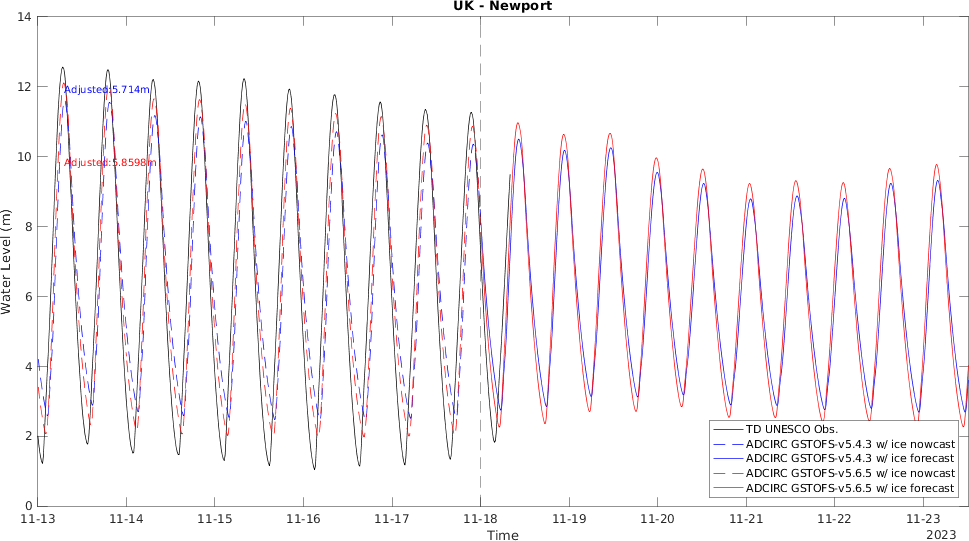 UK - Newport
14
12
10
8
6
4
2
0
Water Level (m)
Adjusted:5.714m
Adjusted:5.8598m
TD UNESCO Obs.
ADCIRC GSTOFS-v5.4.3 w/ ice nowcast
ADCIRC GSTOFS-v5.4.3 w/ ice forecast
ADCIRC GSTOFS-v5.6.5 w/ ice nowcast
ADCIRC GSTOFS-v5.6.5 w/ ice forecast
11-13 11-14 11-15 11-16 11-17 11-18 11-19 11-20 11-21 11-22 11-23
Time
2023